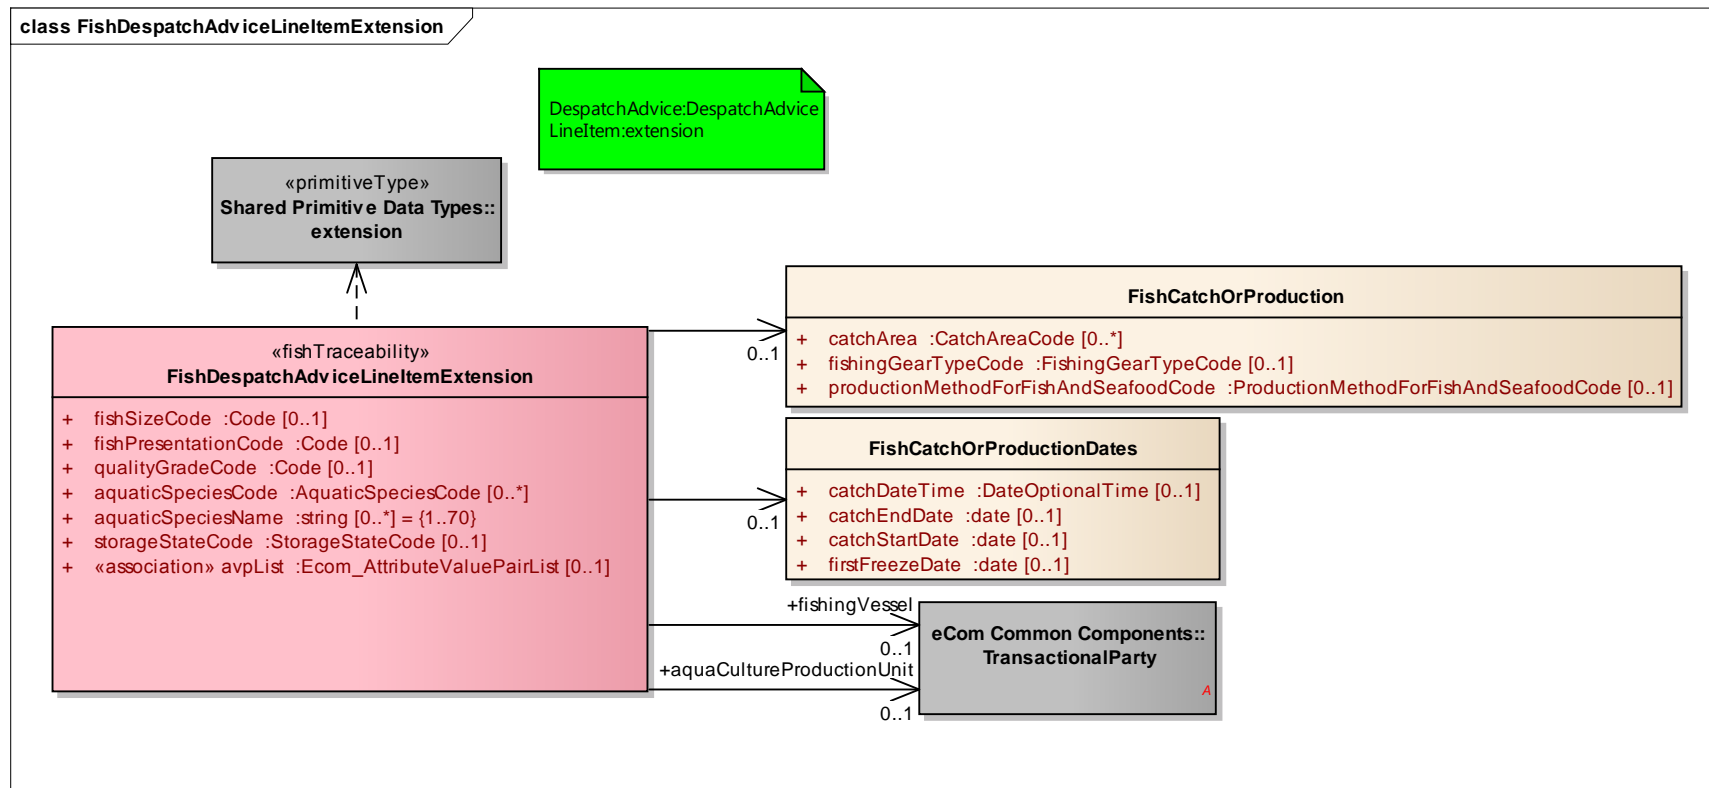 class FishDespatchAdviceLineItemExtension
DespatchAdvice:DespatchAdvice
LineItem:extension
«primitiveType»
Shared Primitive Data Types::
extension
«fishTraceability»
FishDespatchAdviceLineItemExtension
+ fishSizeCode :Code [0..1]
+ fishPresentationCode :Code [0..1]
+ qualityGradeCode :Code [0..1]
+ aquaticSpeciesCode :AquaticSpeciesCode [0..*]
+ aquaticSpeciesName :string [0..*] = {1..70}
+ storageStateCode :StorageStateCode [0..1]
+ «association» avpList :Ecom_AttributeValuePairList [0..1]
0..1
FishCatchOrProduction
+ catchArea :CatchAreaCode [0..*]
+ fishingGearTypeCode :FishingGearTypeCode [0..1]
+ productionMethodForFishAndSeafoodCode :ProductionMethodForFishAndSeafoodCode [0..1]
0..1
FishCatchOrProductionDates
+ catchDateTime :DateOptionalTime [0..1]
+ catchEndDate :date [0..1]
+ catchStartDate :date [0..1]
+ firstFreezeDate :date [0..1]
+fishingVessel
0..1
+aquaCultureProductionUnit
0..1
eCom Common Components::
TransactionalParty
A